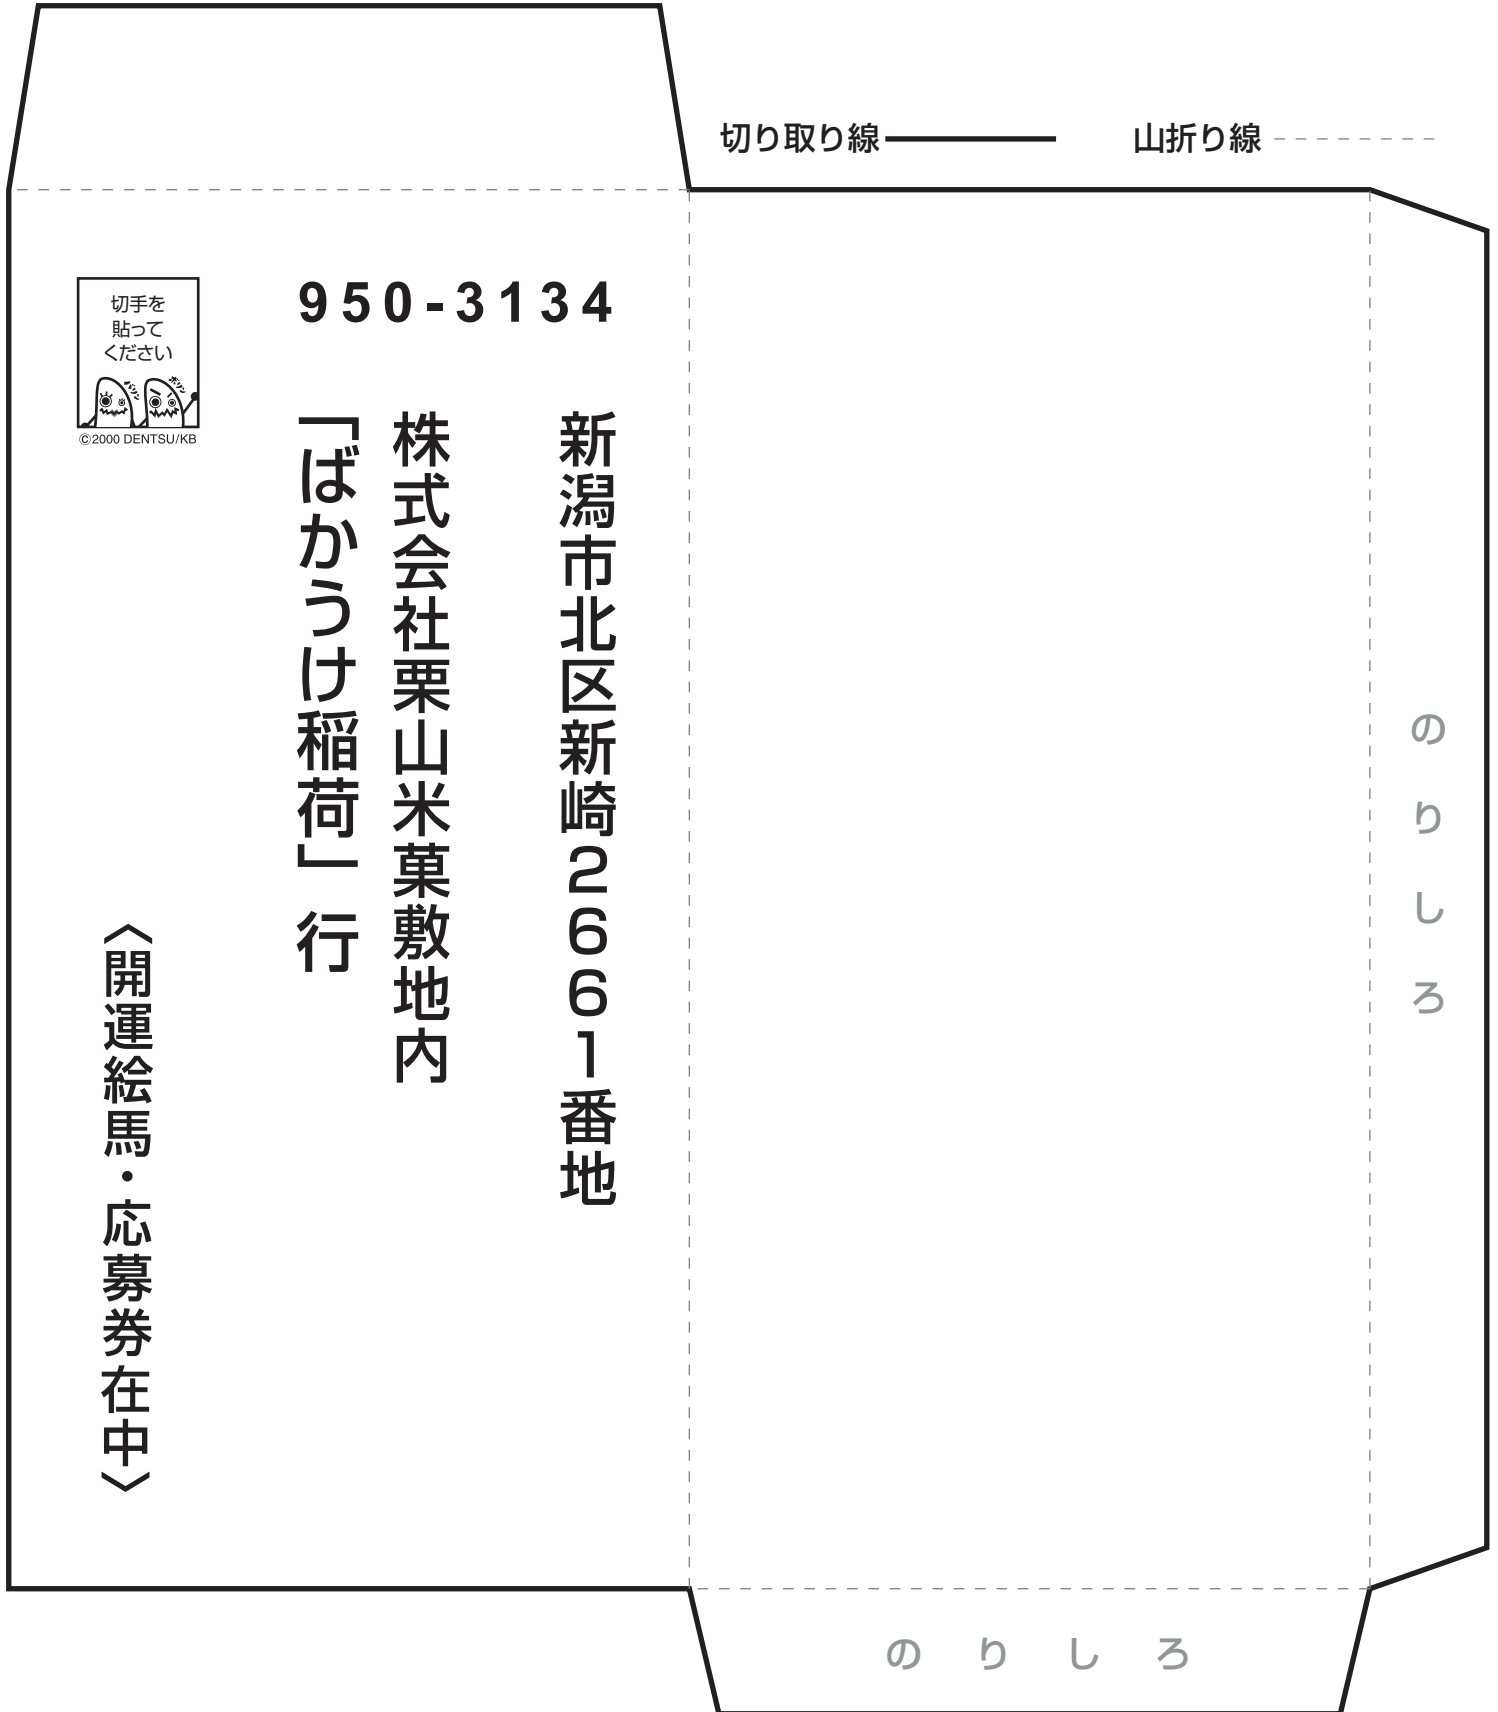 切り取り線
山折り線
切手を
貼って
ください
©2000 DENTSU/KB
950-3134
新潟市北区新崎2661番地
株式会社栗山米菓敷地内
「ばかうけ稲荷」行
〈開運絵馬・応募券在中〉
のりしろ
のりしろ